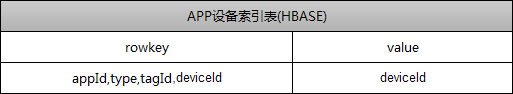 APP设备索引表(HBASE)
rowkey value
appId,type,tagId,deviceId deviceId